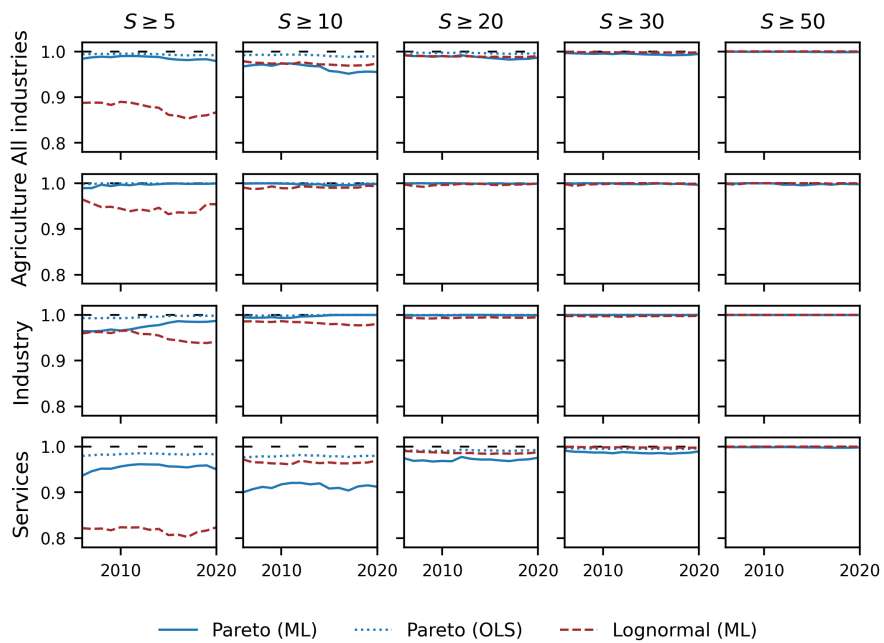 S ≥ 5 S ≥ 10 S ≥ 20 S ≥ 30 S ≥ 50
All industries
1.0
0.9
0.8
2010 2020
Agriculture
1.0
0.9
0.8
Industry
1.0
0.9
0.8
Services
1.0
0.9
0.8
2010 2020 2010 2020 2010 2020 2010 2020 2010 2020
Pareto (ML) Pareto (OLS) Lognormal (ML)